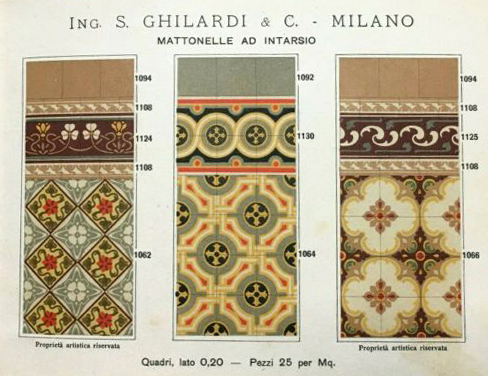 ING. S. GHILARDI & C. - MILANO
MATTONELLE AD INTARSIO
1094
1108
1124
1108
1062
1092
1130
1064
1094
1108
1125
1108
1066
Proprietà artistica riservata
Proprietà artistica riservata
Quadri, lato 0,20 — Pezzi 25 per Mq.